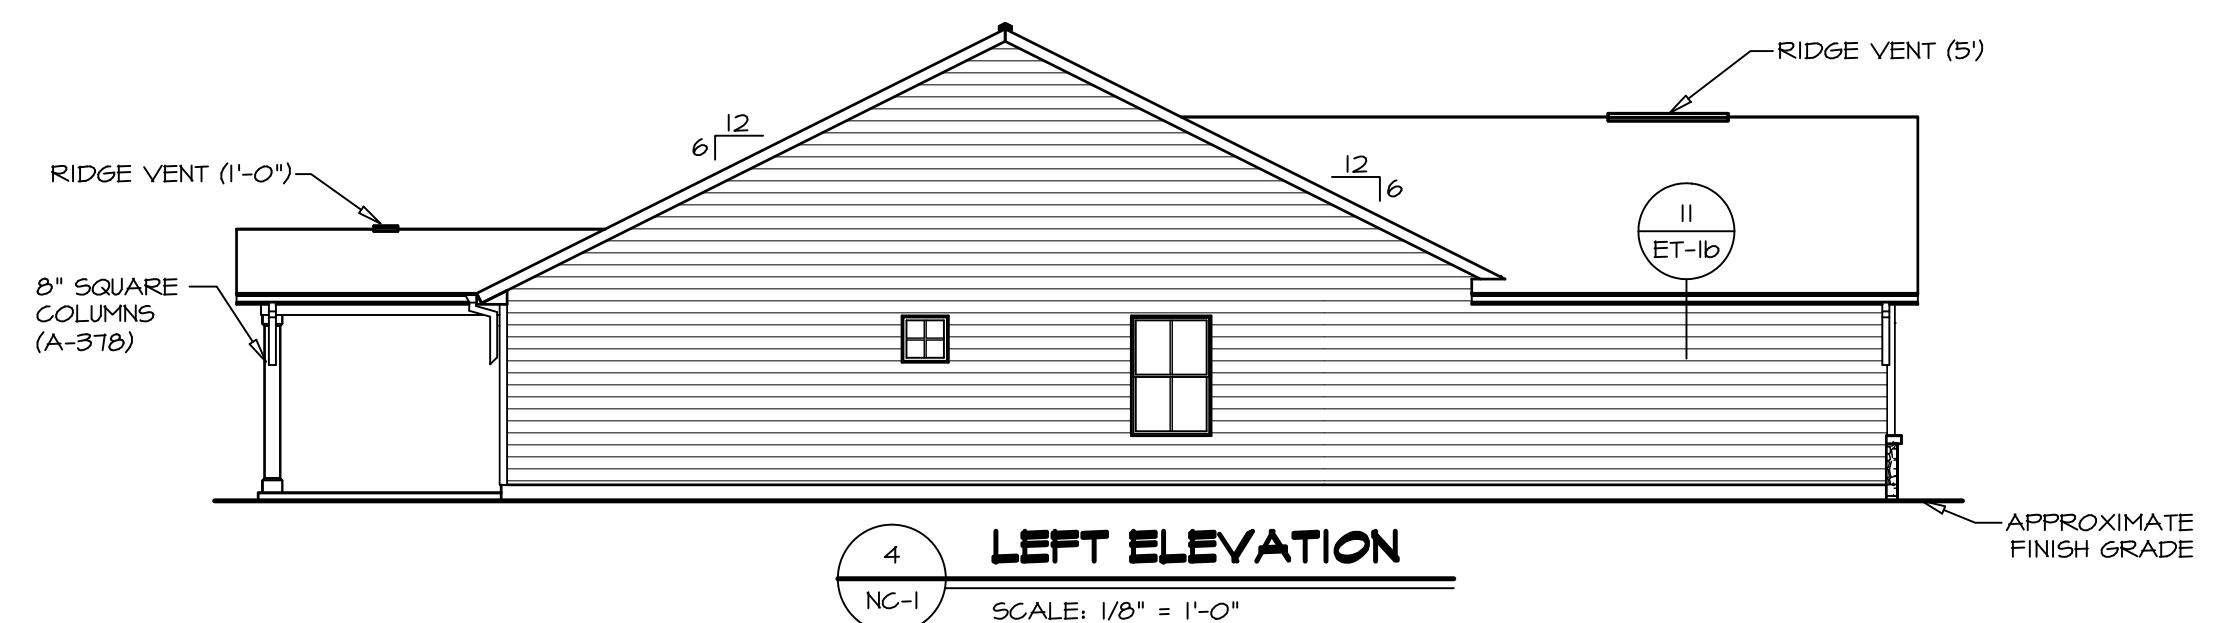 RIDGE VENT (5')
12
6
RIDGE VENT (1'-0")
12
6
11
ET-1b
8" SQUARE
COLUMNS
(A-378)
APPROXIMATE
FINISH GRADE
4
NC-1
LEFT ELEVATION
SCALE: 1/8" = 1'-0"